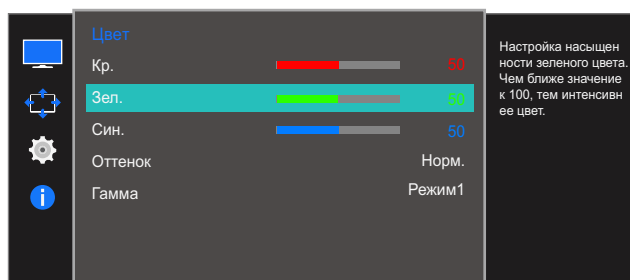 Цвет
Кр. 50
Зел. 50
Син. 50
Оттенок Норм.
Гамма Режим1
Настройка насыщен
ности зеленого цвета.
Чем ближе значение
к 100, тем интенсивн
ее цвет.